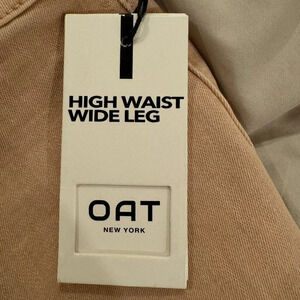 HIGH WAIST
WIDE LEG
OAT
NEW YORK